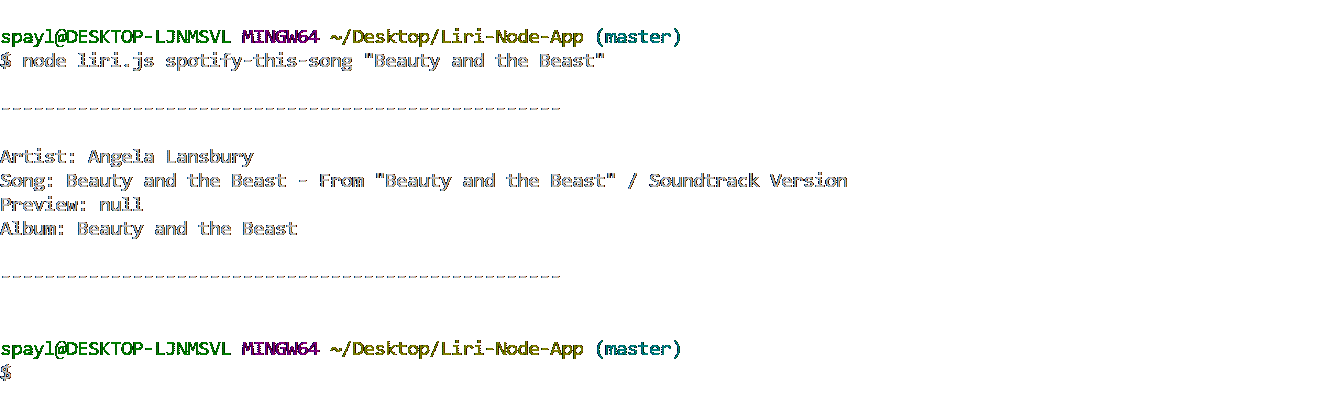 spayl@DESKTOP-LJNMSVL MINGW64 ~/Desktop/Liri-Node-App (master)
$ node liri.js spotify-this-song "Beauty and the Beast"
---------------------------------------------------
Artist: Angela Lansbury
Song: Beauty and the Beast - From "Beauty and the Beast" / Soundtrack Version
Preview: null
Album: Beauty and the Beast
---------------------------------------------------
spayl@DESKTOP-LJNMSVL MINGW64 ~/Desktop/Liri-Node-App (master)
$